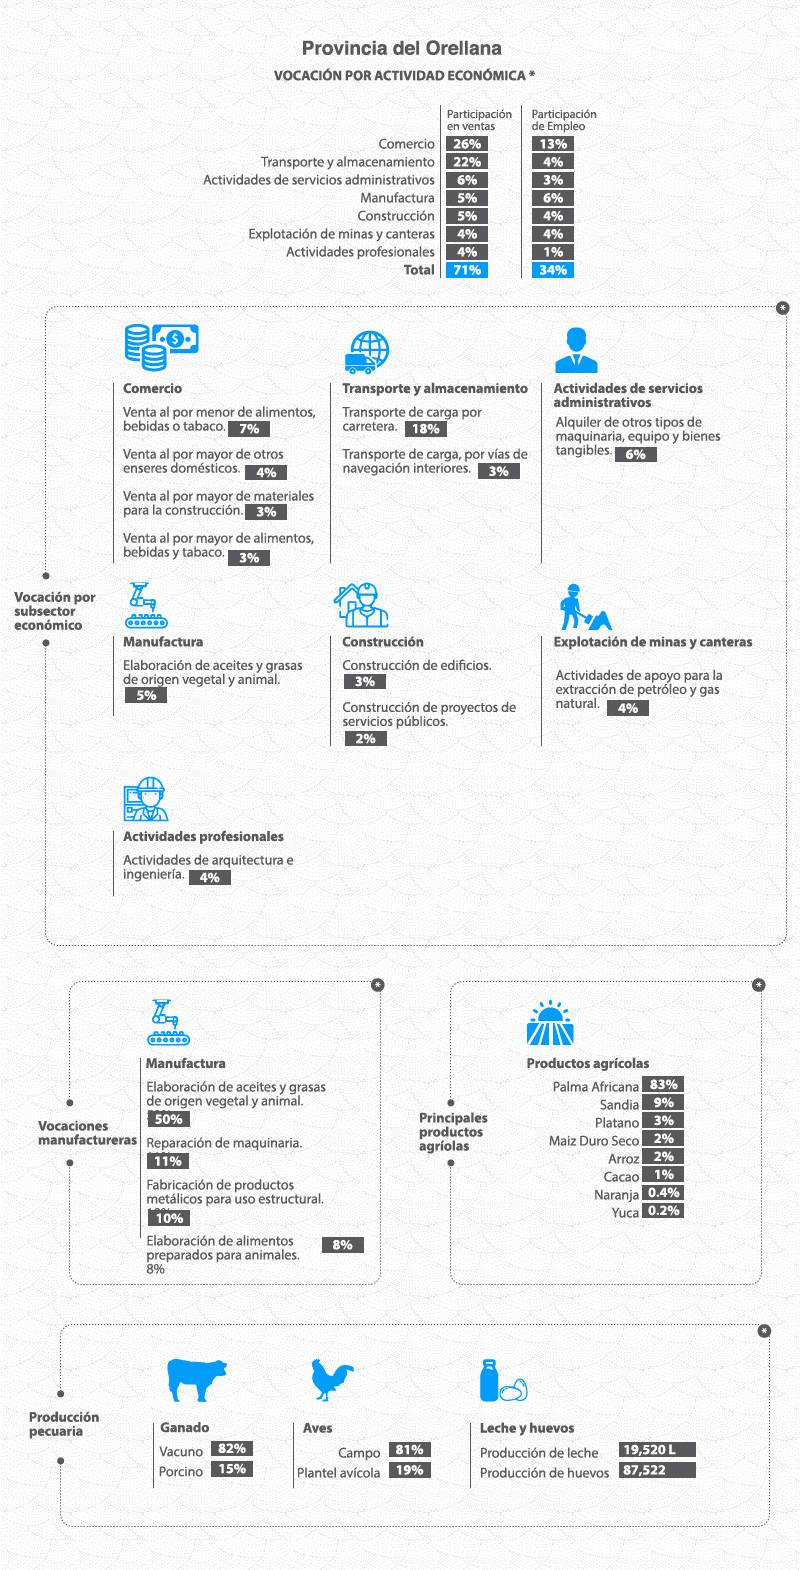 Provincia del Orellana
VOCACIÓN POR ACTIVIDAD ECONÓMICA *
Participación en ventas
Participación de Empleo
Comercio 26% 13%
Transporte y almacenamiento 22% 4%
Actividades de servicios administrativos 6% 3%
Manufactura 5% 6%
Construcción 5% 4%
Explotación de minas y canteras 4% 4%
Actividades profesionales 4% 1%
Total 71% 34%
*
Vocación por
subsector
económico
Comercio
Venta al por menor de alimentos,
bebidas o tabaco. 7%
Venta al por mayor de otros
enseres domésticos. 4%
Venta al por mayor de materiales
para la construcción. 3%
Venta al por mayor de alimentos,
bebidas y tabaco. 3%
Transporte y almacenamiento
Transporte de carga por
carretera. 18%
Transporte de carga, por vías de
navegación interiores. 3%
Actividades de servicios
administrativos
Alquiler de otros tipos de
maquinaria, equipo y bienes
tangibles. 6%
Manufactura
Elaboración de aceites y grasas
de origen vegetal y animal.
5%
Construcción
Construcción de edificios.
3%
Construcción de proyectos de
servicios públicos.
2%
Explotación de minas y canteras
Actividades de apoyo para la
extracción de petróleo y gas
natural. 4%
Actividades profesionales
Actividades de arquitectura e
ingeniería. 4%
*
Vocaciones
manufactureras
Manufactura
Elaboración de aceites y grasas
de origen vegetal y animal.
50%
Reparación de maquinaria.
11%
Fabricación de productos
metálicos para uso estructural.
10%
Elaboración de alimentos 8%
preparados para animales.
8%
*
Principales
productos
agríolas
Productos agrícolas
Palma Africana 83%
Sandia 9%
Platano 3%
Maiz Duro Seco 2%
Arroz 2%
Cacao 1%
Naranja 0.4%
Yuca 0.2%
*
Producción
pecuaria
Ganado
Vacuno 82%
Porcino 15%
Aves
Campo 81%
Plantel avícola 19%
Leche y huevos
Producción de leche 19,520 L
Producción de huevos 87,522